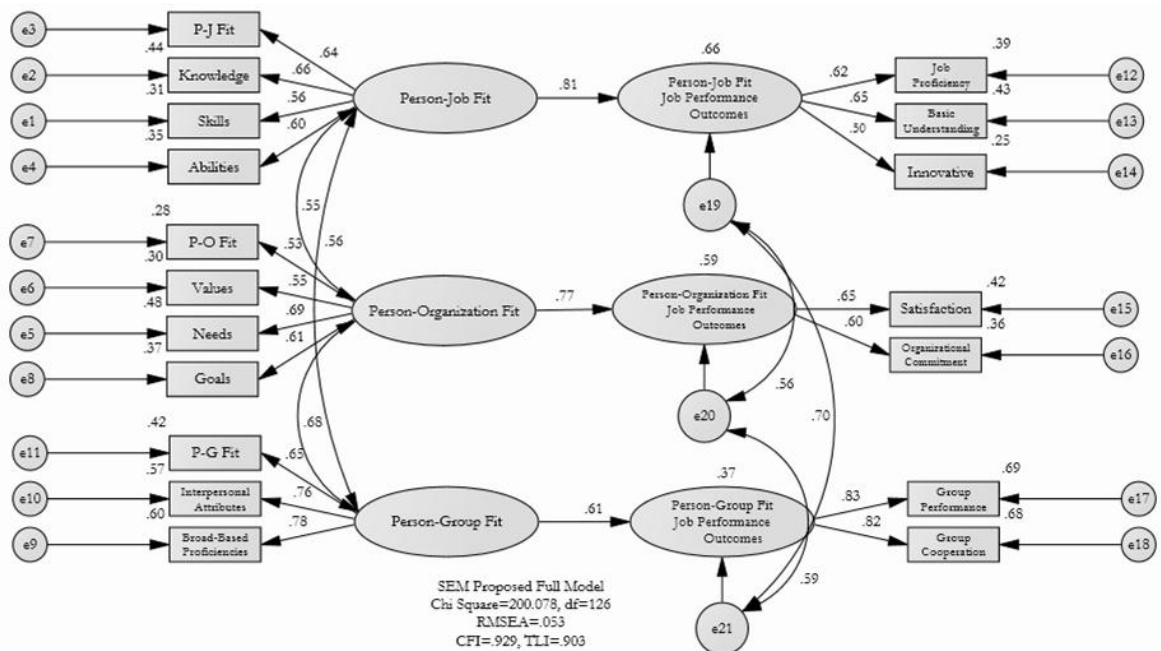 e3
P-J Fit
.44
.64
e2
Knowledge
.31
.66
e1
Skills
.35
.56
e4
Abilities
.60
Person-Job Fit
.81
.66
Person-Job Fit
Job Performance
Outcomes
.62
.65
.50
.39
Job
Proficiency
.43
e12
Basic
Understanding
.25
e13
Innovative
e14
e19
.55
.56
.28
e7
P-O Fit
.30
.53
e6
Values
.48
.55
e5
Needs
.37
.69
e8
Goals
.61
Person-Organization Fit
.77
.59
Person-Organization Fit
Job Performance
Outcomes
.65
.60
.42
Satisfaction
.36
e15
Organizational
Commitment
e16
e20
.56
.70
.68
.42
e11
P-G Fit
.57
.65
e10
Interpersonal
Attributes
.60
.76
e9
Broad-Based
Proficiencies
.78
Person-Group Fit
.61
.37
Person-Group Fit
Job Performance
Outcomes
.83
.82
.69
Group
Performance
.68
e17
Group
Cooperation
e18
.59
e21
SEM Proposed Full Model
Chi Square=200.078, df=126
RMSEA=.053
CFI=.929, TLI=.903